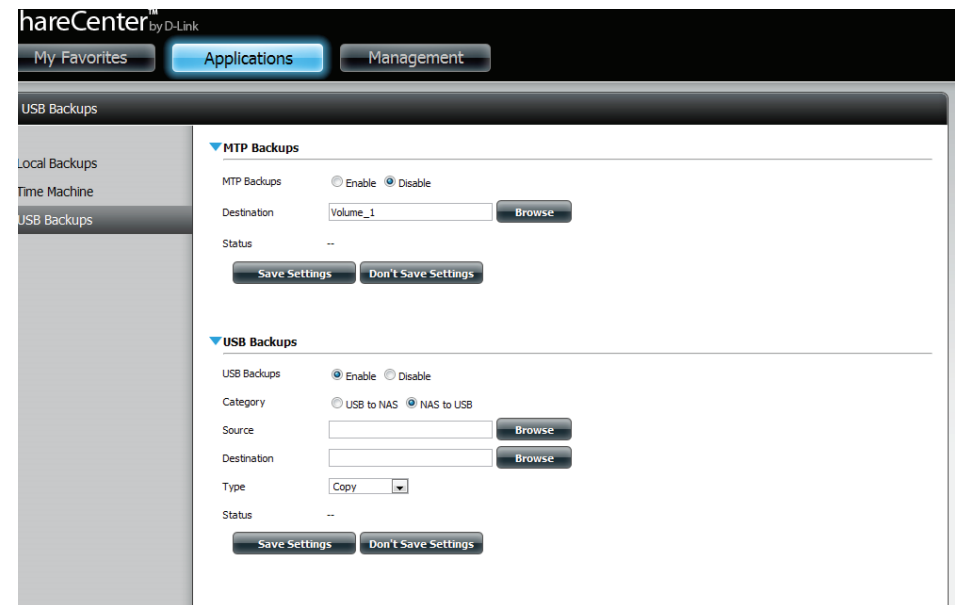 hareCenter™ by D-Link
My Favorites Applications Management
USB Backups
Local Backups
Time Machine
USB Backups
MTP Backups
MTP Backups Enable Disable
Destination Volume_1 Browse
Status --
Save Settings Don't Save Settings
USB Backups
USB Backups Enable Disable
Category USB to NAS NAS to USB
Source Browse
Destination Browse
Type Copy
Status --
Save Settings Don't Save Settings